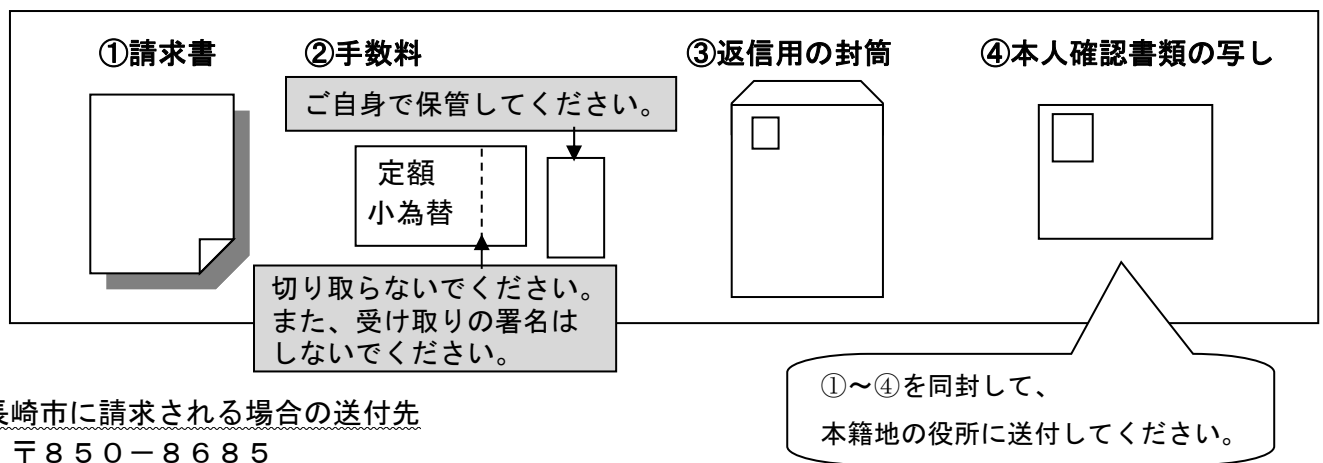 ①請求書
②手数料
③返信用の封筒
④本人確認書類の写し
ご自身で保管してください。
定額
小為替
切り取らないでください。
また、受け取りの署名は
しないでください。
①～④を同封して、
本籍地の役所に送付してください。
長崎市に請求される場合の送付先
〒８５０－８６８５